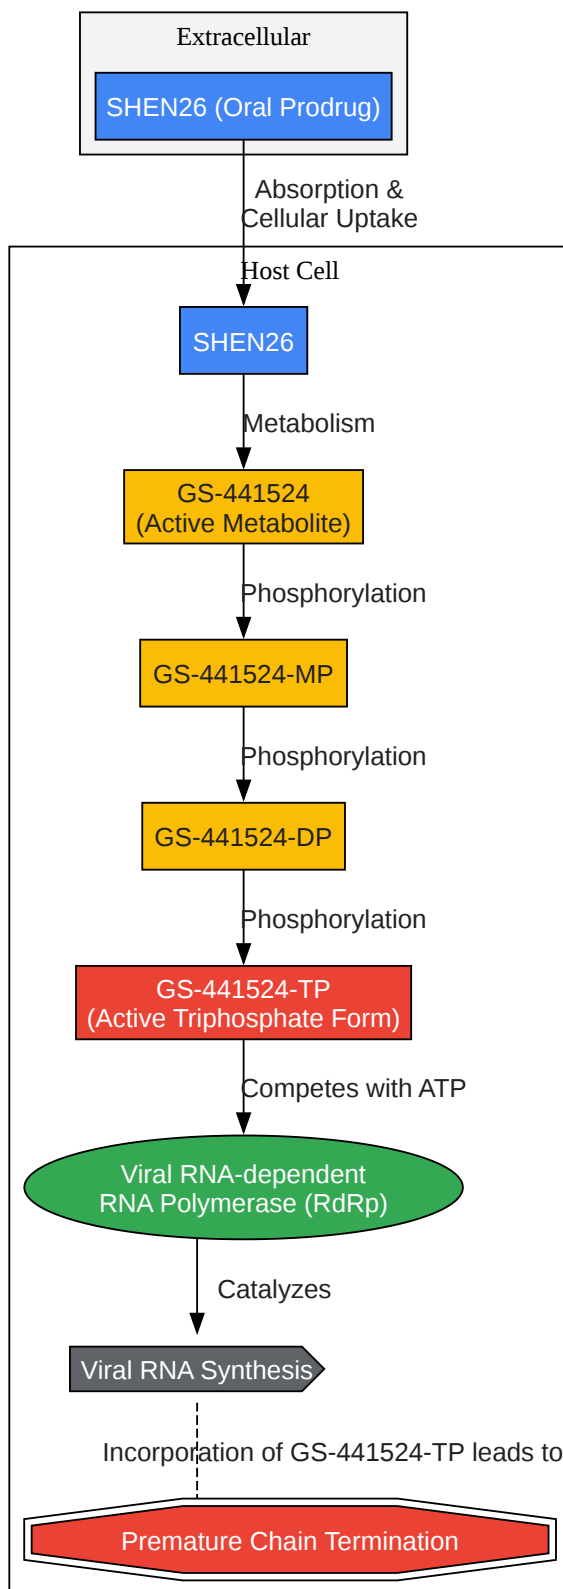 Extracellular
SHEN26 (Oral Prodrug)
Absorption &
Cellular Uptake
Host Cell
SHEN26
Metabolism
GS-441524
(Active Metabolite)
Phosphorylation
GS-441524-MP
Phosphorylation
GS-441524-DP
Phosphorylation
GS-441524-TP
(Active Triphosphate Form)
Competes with ATP
Viral RNA-dependent
RNA Polymerase (RdRp)
Catalyzes
Viral RNA Synthesis
Incorporation of GS-441524-TP leads to
Premature Chain Termination